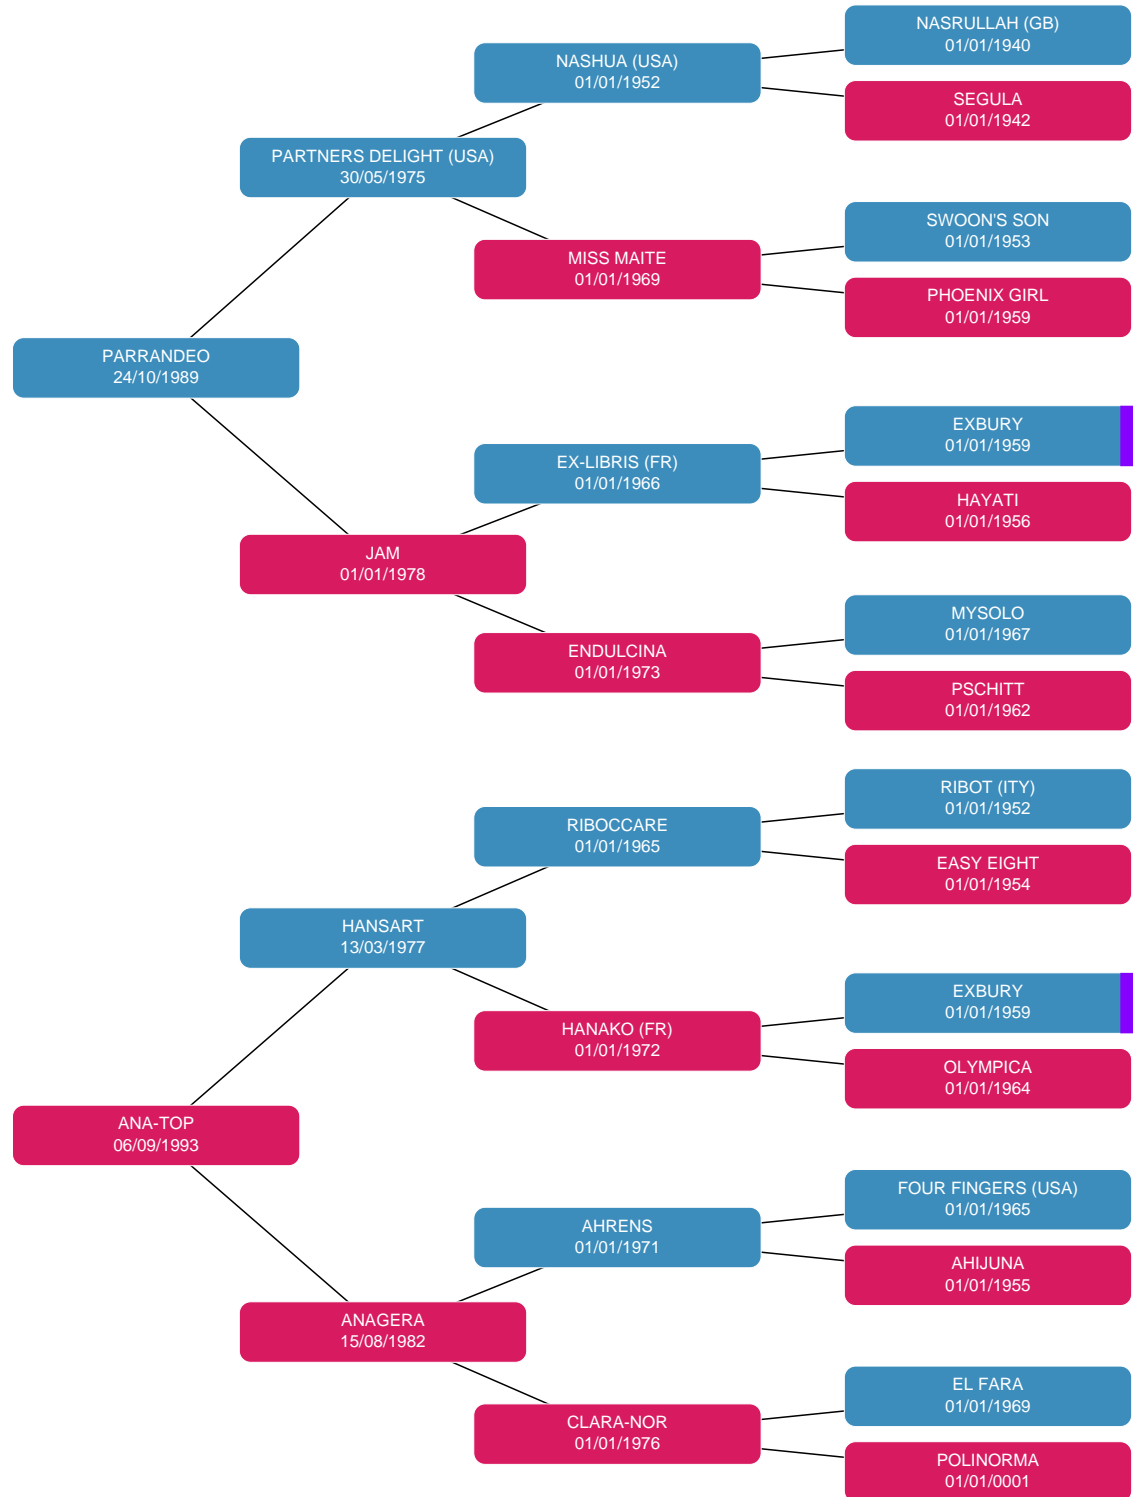 NASRULLAH (GB)
01/01/1940
NASHUA (USA)
01/01/1952
SEGULA
01/01/1942
PARTNERS DELIGHT (USA)
30/05/1975
SWOON'S SON
01/01/1953
MISS MAITE
01/01/1969
PHOENIX GIRL
01/01/1959
PARRANDEO
24/10/1989
EXBURY
01/01/1959
EX-LIBRIS (FR)
01/01/1966
HAYATI
01/01/1956
JAM
01/01/1978
MYSOLO
01/01/1967
ENDULCINA
01/01/1973
PSCHITT
01/01/1962
RIBOT (ITY)
01/01/1952
RIBOCCARE
01/01/1965
EASY EIGHT
01/01/1954
HANSART
13/03/1977
EXBURY
01/01/1959
HANAKO (FR)
01/01/1972
OLYMPICA
01/01/1964
ANA-TOP
06/09/1993
FOUR FINGERS (USA)
01/01/1965
AHRENS
01/01/1971
AHIJUNA
01/01/1955
ANAGERA
15/08/1982
EL FARA
01/01/1969
CLARA-NOR
01/01/1976
POLINORMA
01/01/0001